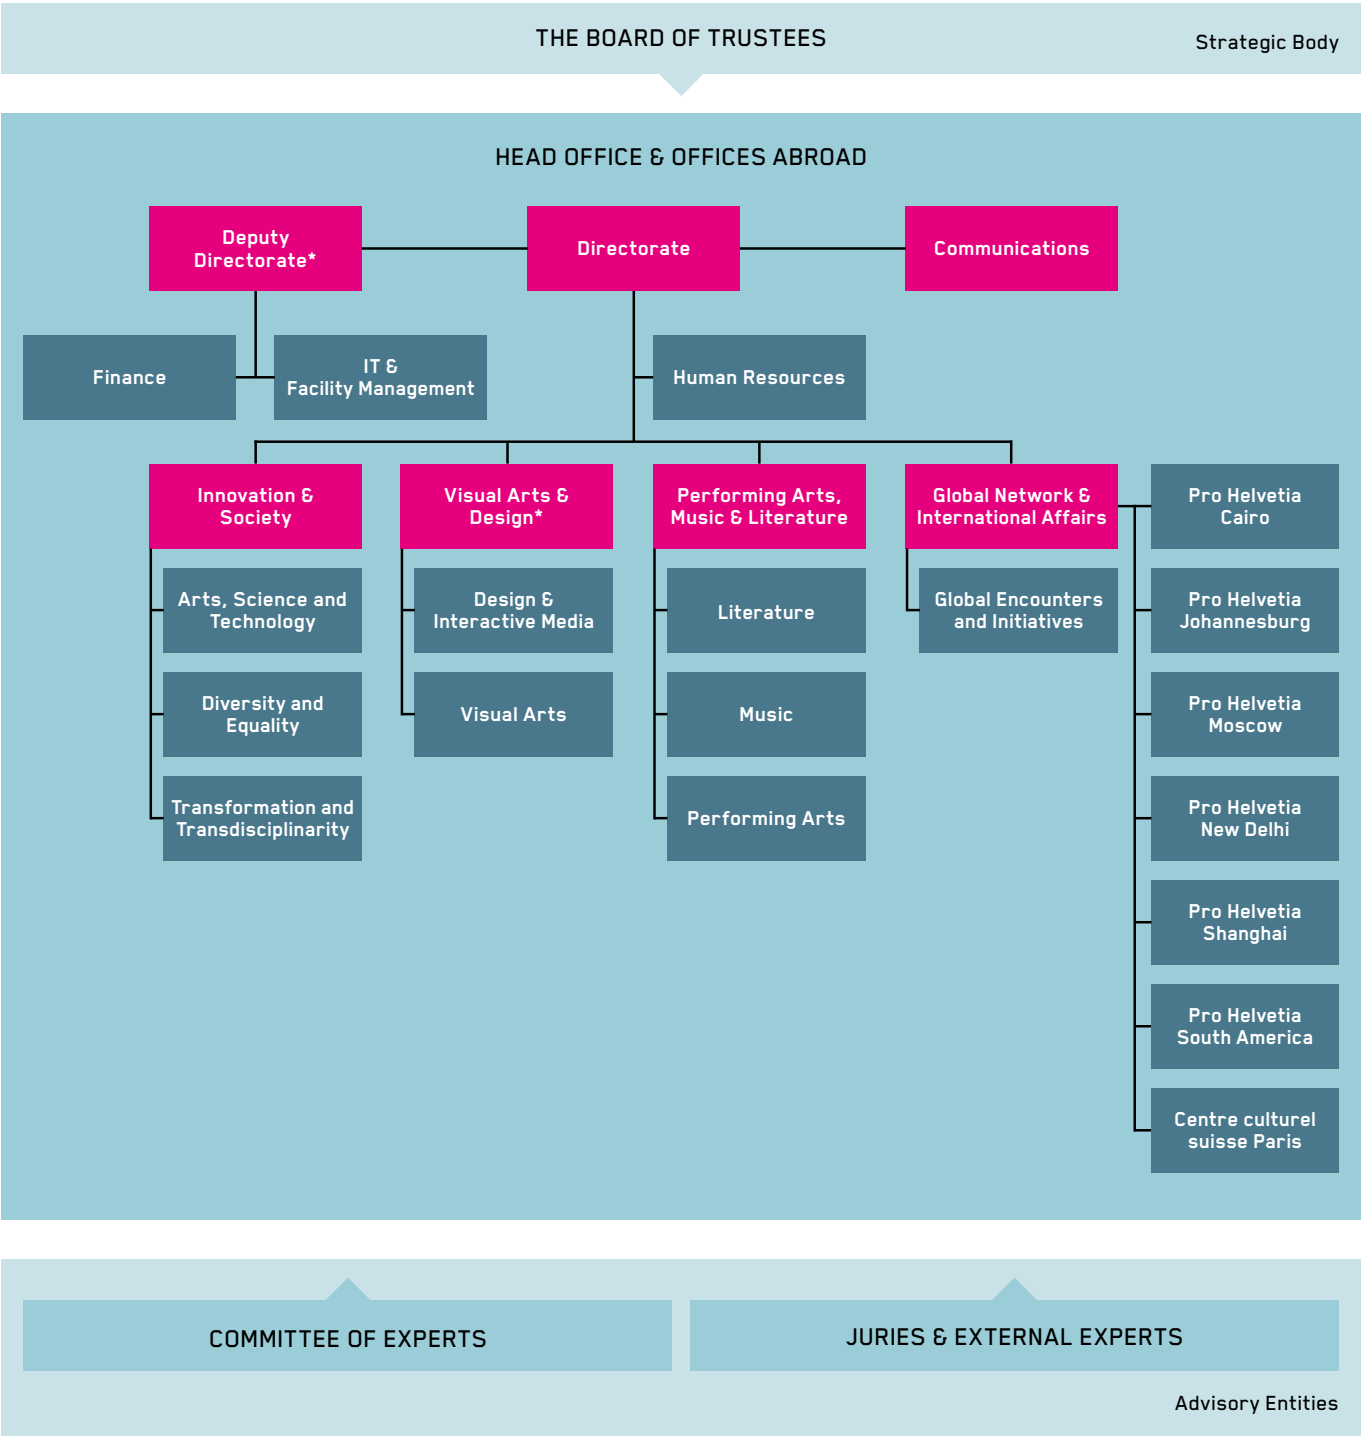 THE BOARD OF TRUSTEES
Strategic Body
HEAD OFFICE & OFFICES ABROAD
Deputy
Directorate*
Directorate
Communications
Finance
IT &
Facility Management
Human Resources
Innovation &
Society
Visual Arts &
Design*
Performing Arts,
Music & Literature
Global Network &
International Affairs
Pro Helvetia
Cairo
Arts, Science and
Technology
Design &
Interactive Media
Literature
Global Encounters
and Initiatives
Pro Helvetia
Johannesburg
Diversity and
Equality
Visual Arts
Music
Pro Helvetia
Moscow
Transformation and
Transdisciplinarity
Performing Arts
Pro Helvetia
New Delhi
Pro Helvetia
Shanghai
Pro Helvetia
South America
Centre culturel
suisse Paris
COMMITTEE OF EXPERTS
JURIES & EXTERNAL EXPERTS
Advisory Entities